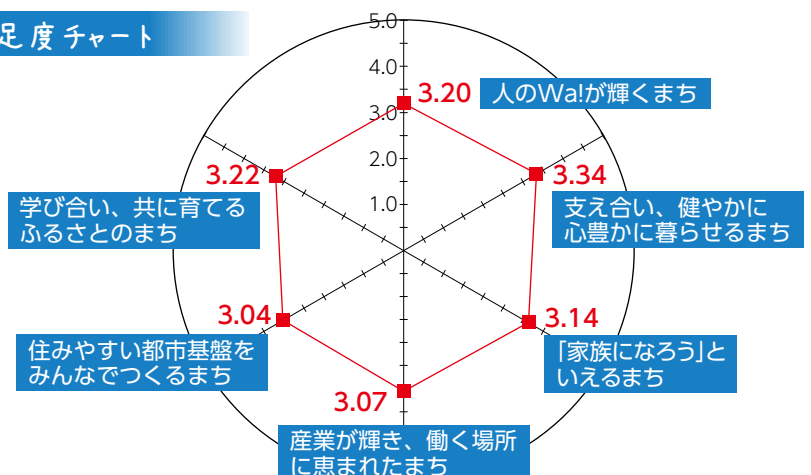 足度チャート
5.0
4.0
3.0
2.0
1.0
3.20
人のWa!が輝くまち
3.34
支え合い、健やかに
心豊かに暮らせるまち
3.14
「家族になろう」と
いえるまち
3.07
産業が輝き、働く場所
に恵まれたまち
3.04
住みやすい都市基盤を
みんなでつくるまち
3.22
学び合い、共に育てる
ふるさとのまち